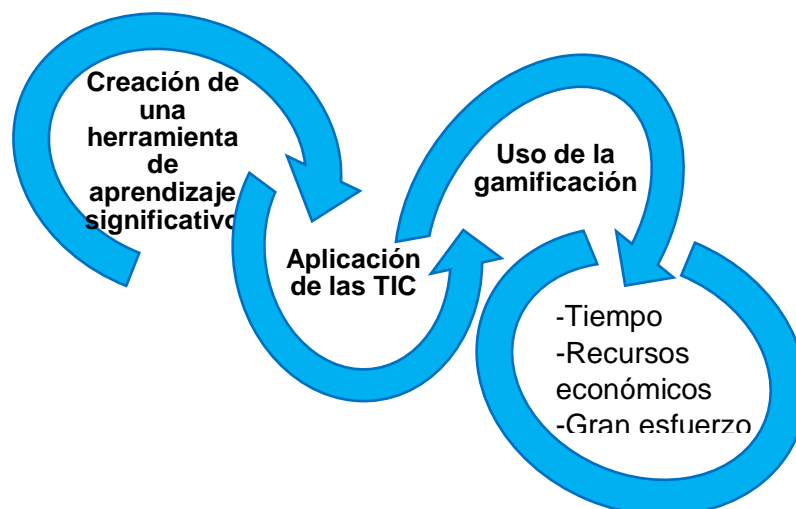 Creación de
una
herramienta
de
aprendizaje
significativo
Aplicación
de las TIC
Uso de la
gamificación
-Tiempo
-Recursos
económicos
-Gran esfuerzo